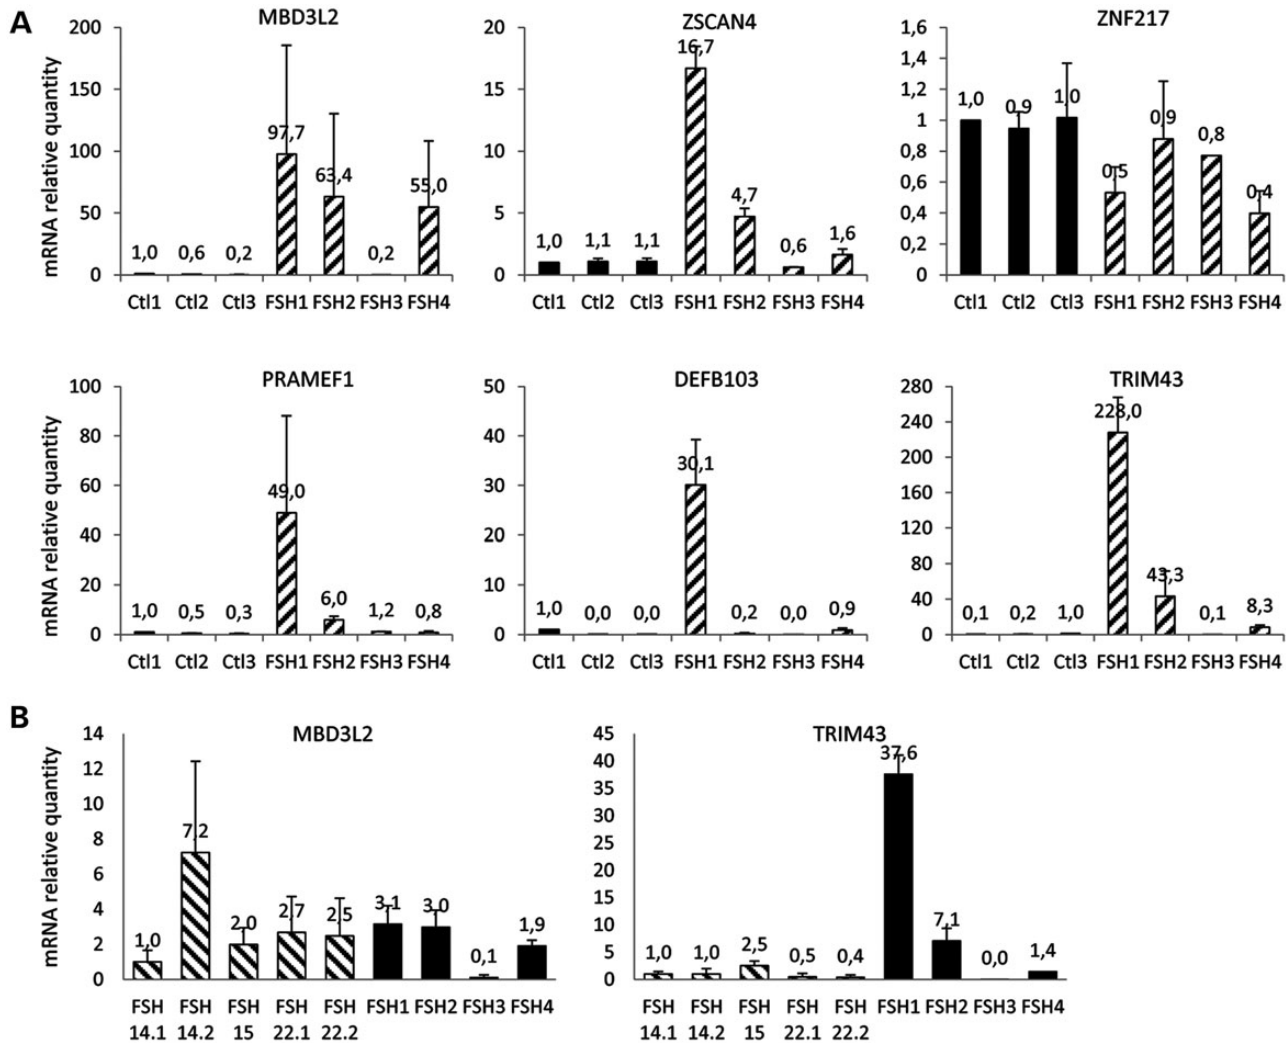 A
MBD3L2
mRNA relative quantity
200
150
100
50
0
1,0 0,6 0,2 97,7 63,4 0,2 55,0
Ctl1 Ctl2 Ctl3 FSH1 FSH2 FSH3 FSH4
ZSCAN4
20
15
10
5
0
1,0 1,1 1,1 16,7 4,7 0,6 1,6
Ctl1 Ctl2 Ctl3 FSH1 FSH2 FSH3 FSH4
ZNF217
1,6
1,4
1,2
1
0,8
0,6
0,4
0,2
0
1,0 0,9 1,0 0,5 0,9 0,8 0,4
Ctl1 Ctl2 Ctl3 FSH1 FSH2 FSH3 FSH4
PRAMEF1
mRNA relative quantity
100
80
60
40
20
0
1,0 0,5 0,3 49,0 6,0 1,2 0,8
Ctl1 Ctl2 Ctl3 FSH1 FSH2 FSH3 FSH4
DEFB103
50
40
30
20
10
0
1,0 0,0 0,0 30,1 0,2 0,0 0,9
Ctl1 Ctl2 Ctl3 FSH1 FSH2 FSH3 FSH4
TRIM43
280
240
200
160
120
80
40
0
0,1 0,2 1,0 228,0 43,3 0,1 8,3
Ctl1 Ctl2 Ctl3 FSH1 FSH2 FSH3 FSH4
B
MBD3L2
mRNA relative quantity
14
12
10
8
6
4
2
0
1,0 7,2 2,0 2,7 2,5 3,1 3,0 0,1 1,9
FSH FSH FSH FSH FSH FSH1 FSH2 FSH3 FSH4
14.1 14.2 15 22.1 22.2
TRIM43
45
40
35
30
25
20
15
10
5
0
1,0 1,0 2,5 0,5 0,4 37,6 7,1 0,0 1,4
FSH FSH FSH FSH FSH FSH1 FSH2 FSH3 FSH4
14.1 14.2 15 22.1 22.2